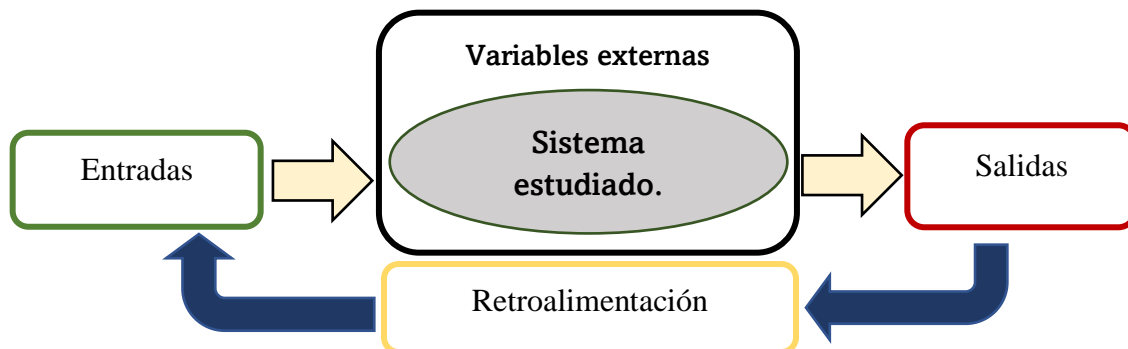 Variables externas
Entradas
Sistema
estudiado.
Salidas
Retroalimentación